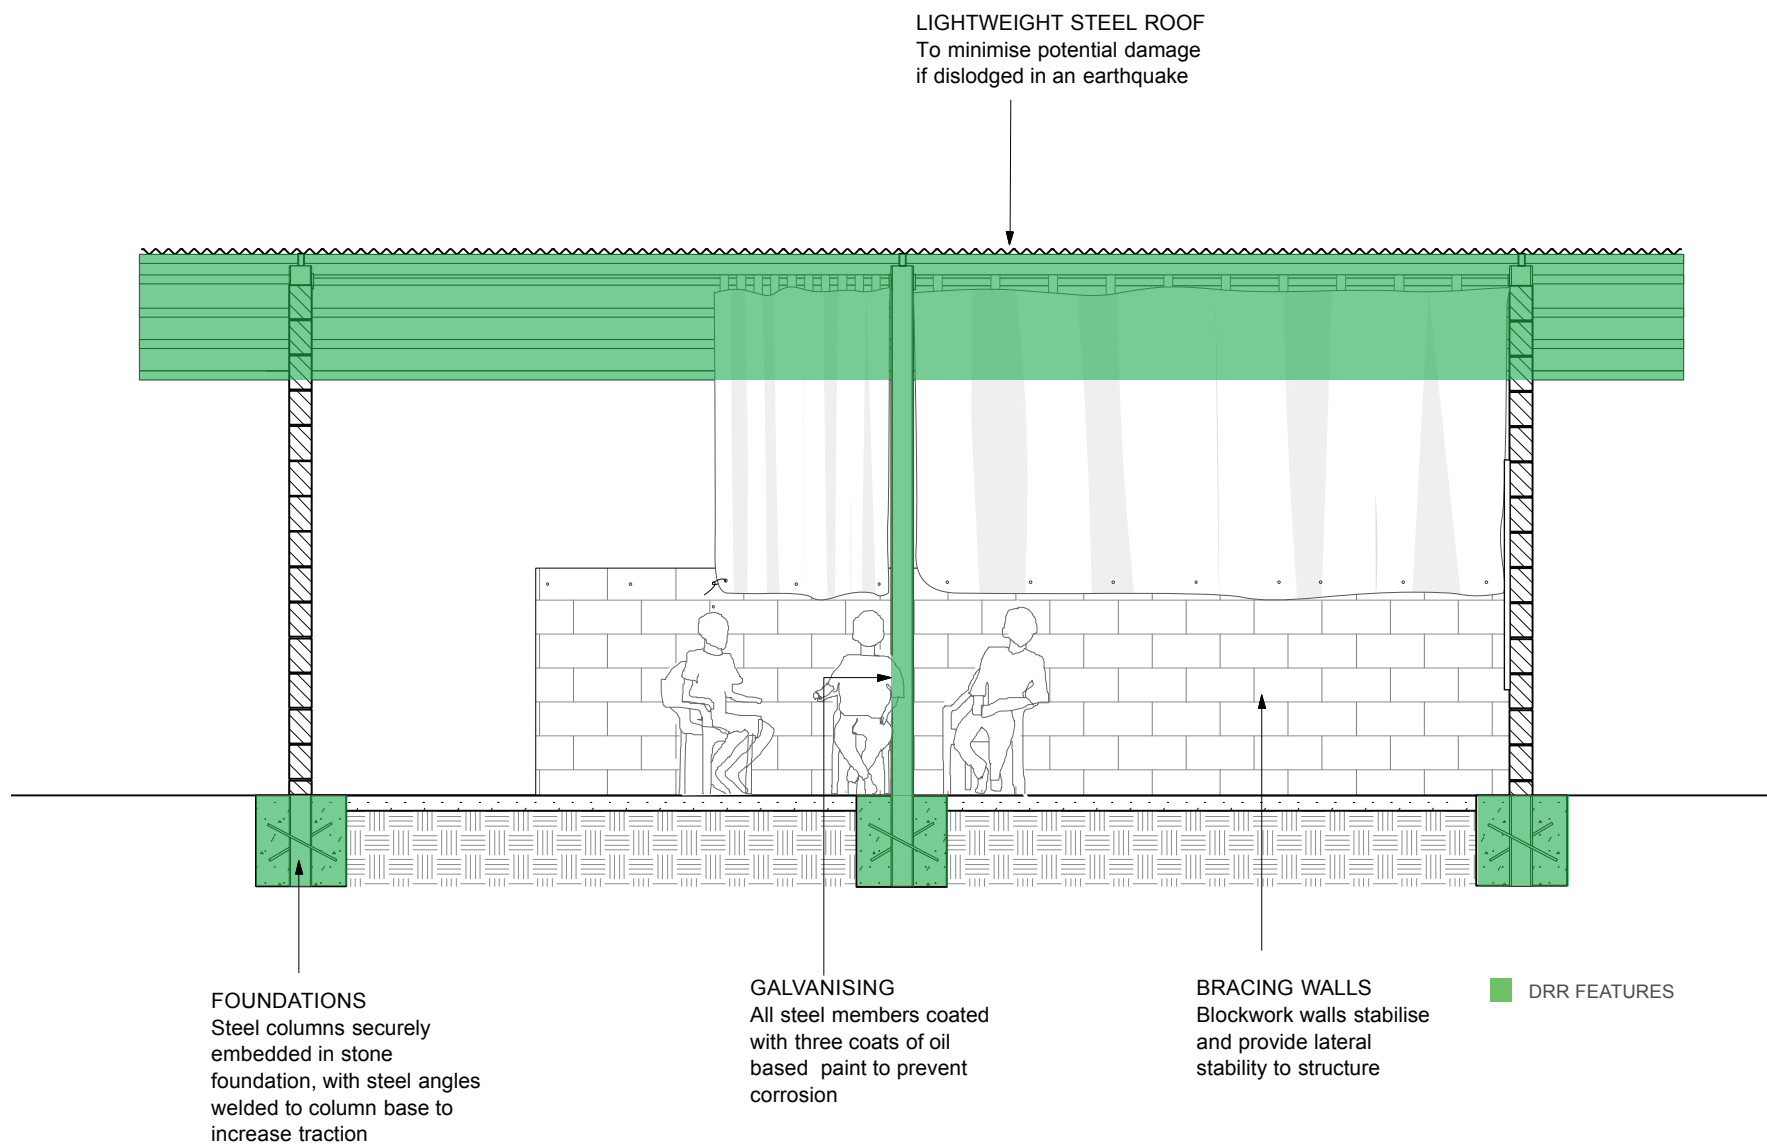 LIGHTWEIGHT STEEL ROOF
To minimise potential damage
if dislodged in an earthquake
FOUNDATIONS
Steel columns securely
embedded in stone
foundation, with steel angles
welded to column base to
increase traction
GALVANISING
All steel members coated
with three coats of oil
based  paint to prevent
corrosion
BRACING WALLS
Blockwork walls stabilise
and provide lateral
stability to structure
DRR FEATURES